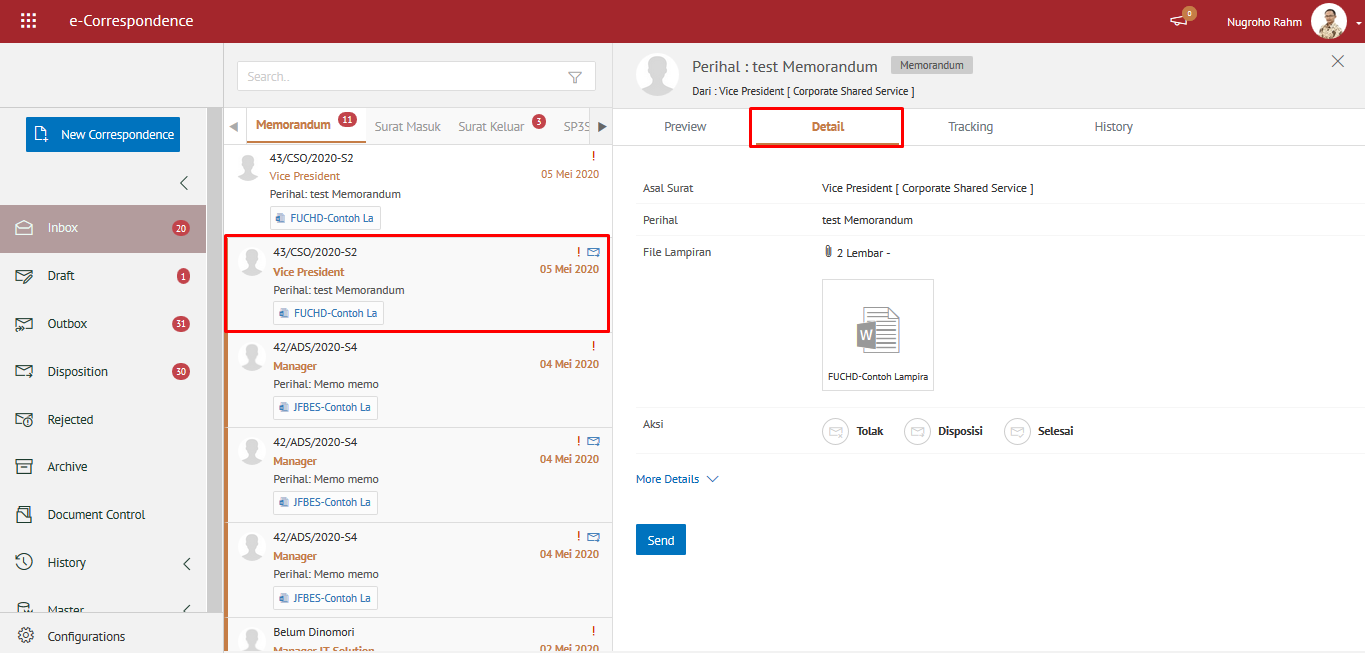 e-Correspondence
0
Nugroho Rahm
New Correspondence
Inbox 20
Draft 1
Outbox 31
Disposition 30
Rejected
Archive
Document Control
History
Master
Configurations
Search..
Memorandum 11 Surat Masuk Surat Keluar 3 SP3S
43/CSO/2020-S2 !
Vice President 05 Mei 2020
Perihal: test Memorandum
FUCHD-Contoh La
43/CSO/2020-S2 !
Vice President 05 Mei 2020
Perihal: test Memorandum
FUCHD-Contoh La
42/ADS/2020-S4 !
Manager 04 Mei 2020
Perihal: Memo memo
JFBES-Contoh La
42/ADS/2020-S4 !
Manager 04 Mei 2020
Perihal: Memo memo
JFBES-Contoh La
42/ADS/2020-S4 !
Manager 04 Mei 2020
Perihal: Memo memo
JFBES-Contoh La
Belum Dinomori !
Manager IT Solution 02 Mei 2020
Perihal : test Memorandum Memorandum
Dari : Vice President [ Corporate Shared Service ]
Preview Detail Tracking History
Asal Surat Vice President [ Corporate Shared Service ]
Perihal test Memorandum
File Lampiran 2 Lembar -
W
FUCHD-Contoh Lampira
Aksi Tolak Disposisi Selesai
More Details
Send